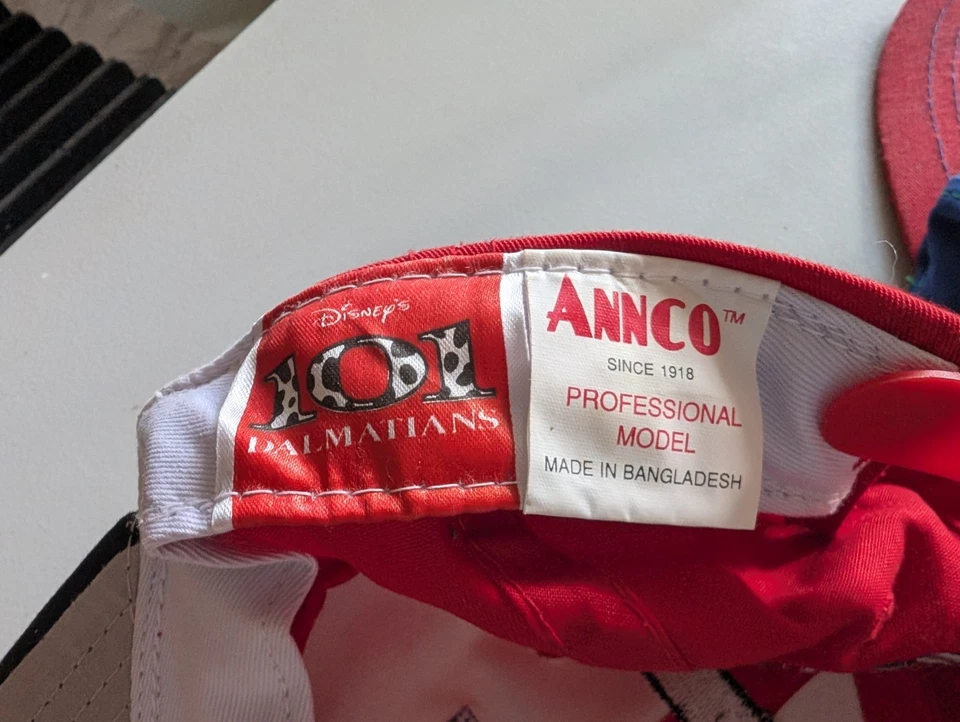 Disney's
101
DALMATIANS
ANNCO™
SINCE 1918
PROFESSIONAL
MODEL
MADE IN BANGLADESH